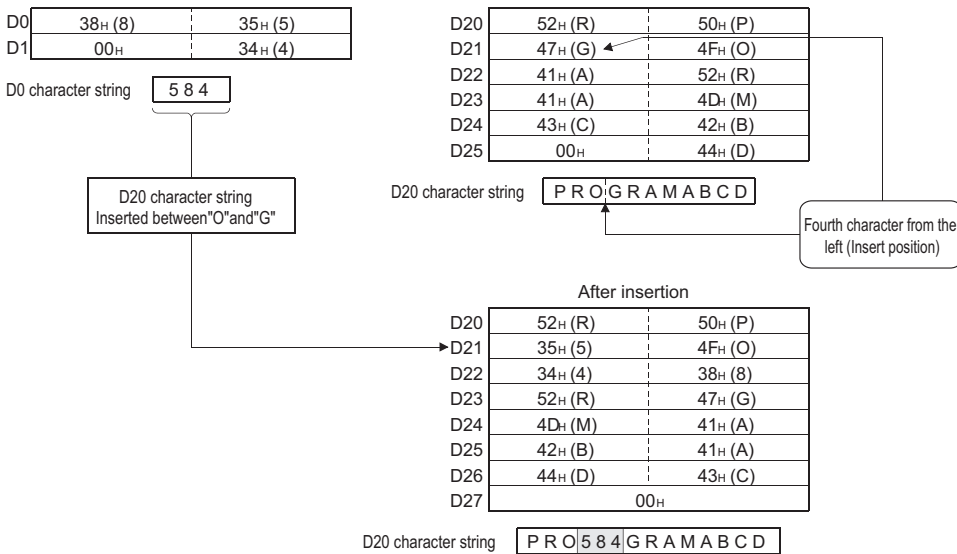 D0 38H (8) 35H (5)
D1 00H 34H (4)
D0 character string 5 8 4
D20 character string
Inserted between"O"and"G"
D20 52H (R) 50H (P)
D21 47H (G) 4FH (O)
D22 41H (A) 52H (R)
D23 41H (A) 4DH (M)
D24 43H (C) 42H (B)
D25 00H 44H (D)
D20 character string P R O G R A M A B C D
Fourth character from the
left (Insert position)
After insertion
D20 52H (R) 50H (P)
D21 35H (5) 4FH (O)
D22 34H (4) 38H (8)
D23 52H (R) 47H (G)
D24 4DH (M) 41H (A)
D25 42H (B) 41H (A)
D26 44H (D) 43H (C)
D27 00H
D20 character string P R O 5 8 4 G R A M A B C D